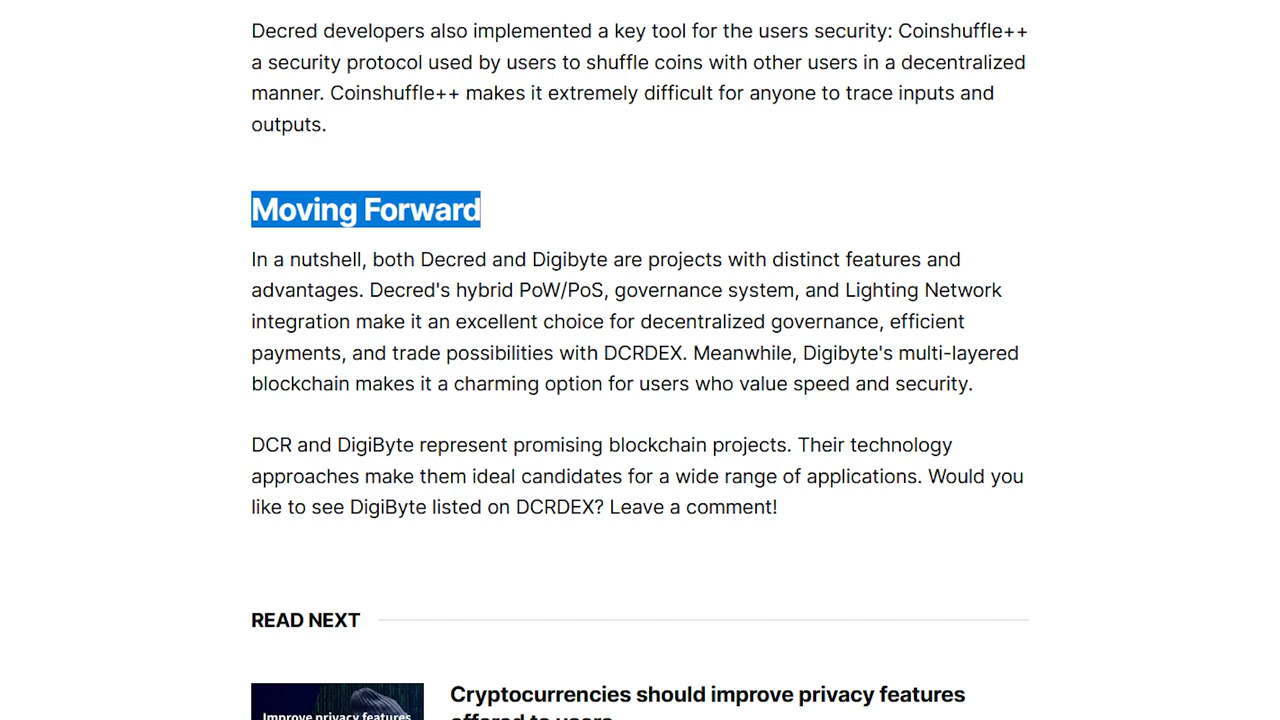 Decred developers also implemented a key tool for the users security: Coinshuffle++
a security protocol used by users to shuffle coins with other users in a decentralized
manner. Coinshuffle++ makes it extremely difficult for anyone to trace inputs and
outputs.
Moving Forward
In a nutshell, both Decred and Digibyte are projects with distinct features and
advantages. Decred's hybrid PoW/PoS, governance system, and Lighting Network
integration make it an excellent choice for decentralized governance, efficient
payments, and trade possibilities with DCRDEX. Meanwhile, Digibyte's multi-layered
blockchain makes it a charming option for users who value speed and security.
DCR and DigiByte represent promising blockchain projects. Their technology
approaches make them ideal candidates for a wide range of applications. Would you
like to see DigiByte listed on DCRDEX? Leave a comment!
READ NEXT
Cryptocurrencies should improve privacy features
offered to users
Improve privacy features